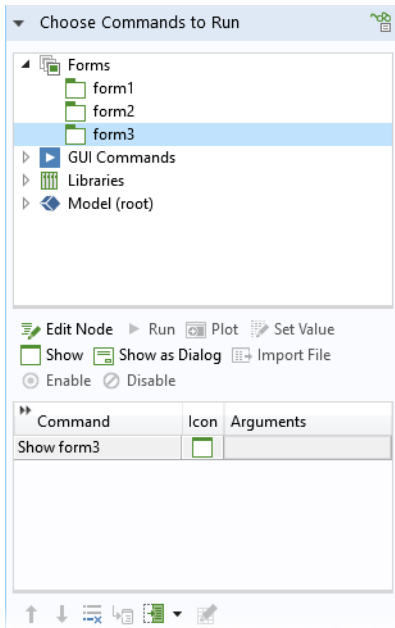 Choose Commands to Run
Forms
form1
form2
form3
GUI Commands
Libraries
Model (root)
Edit Node Run Plot Set Value
Show Show as Dialog Import File
Enable Disable
Command Icon Arguments
Show form3